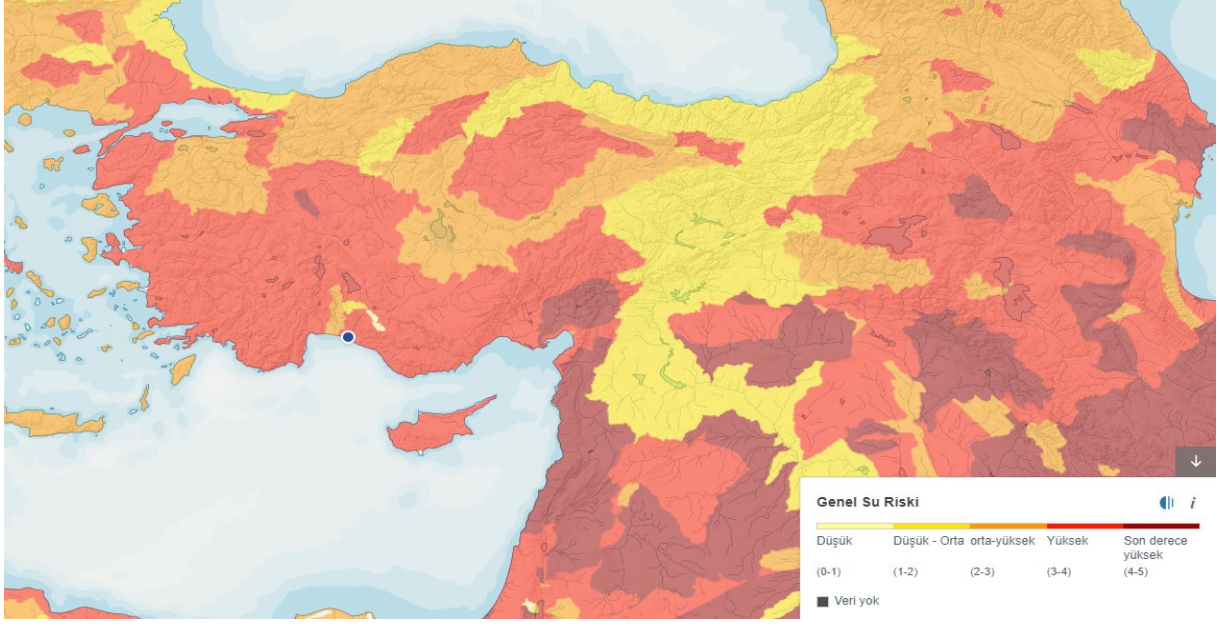 Genel Su Riski i
Düşük Düşük - Orta orta-yüksek Yüksek Son derece
yüksek
(0-1) (1-2) (2-3) (3-4) (4-5)
Veri yok